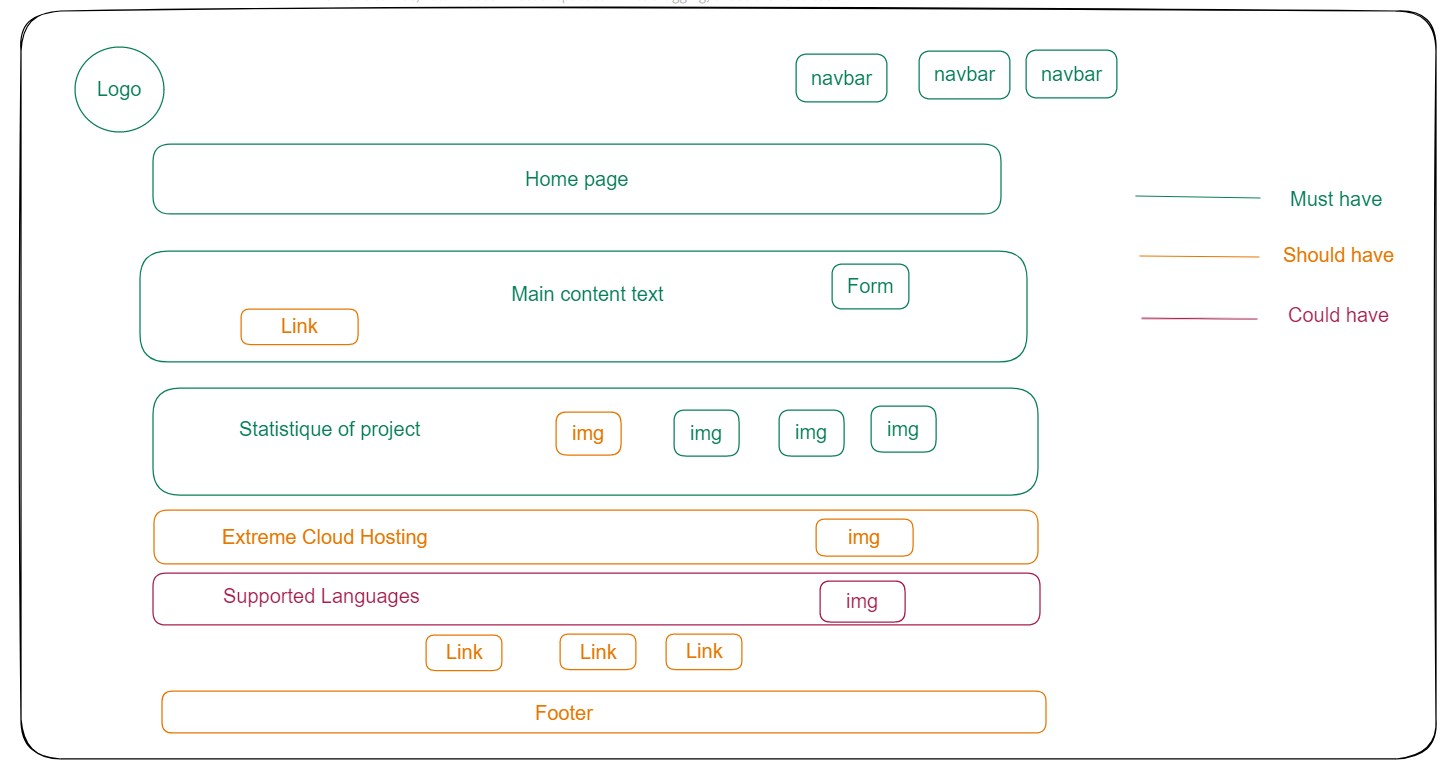 Logo
navbar
navbar
navbar
Home page
Must have
Should have
Could have
Main content text
Form
Link
Statistique of project
img
img
img
img
Extreme Cloud Hosting
img
Supported Languages
img
Link
Link
Link
Footer